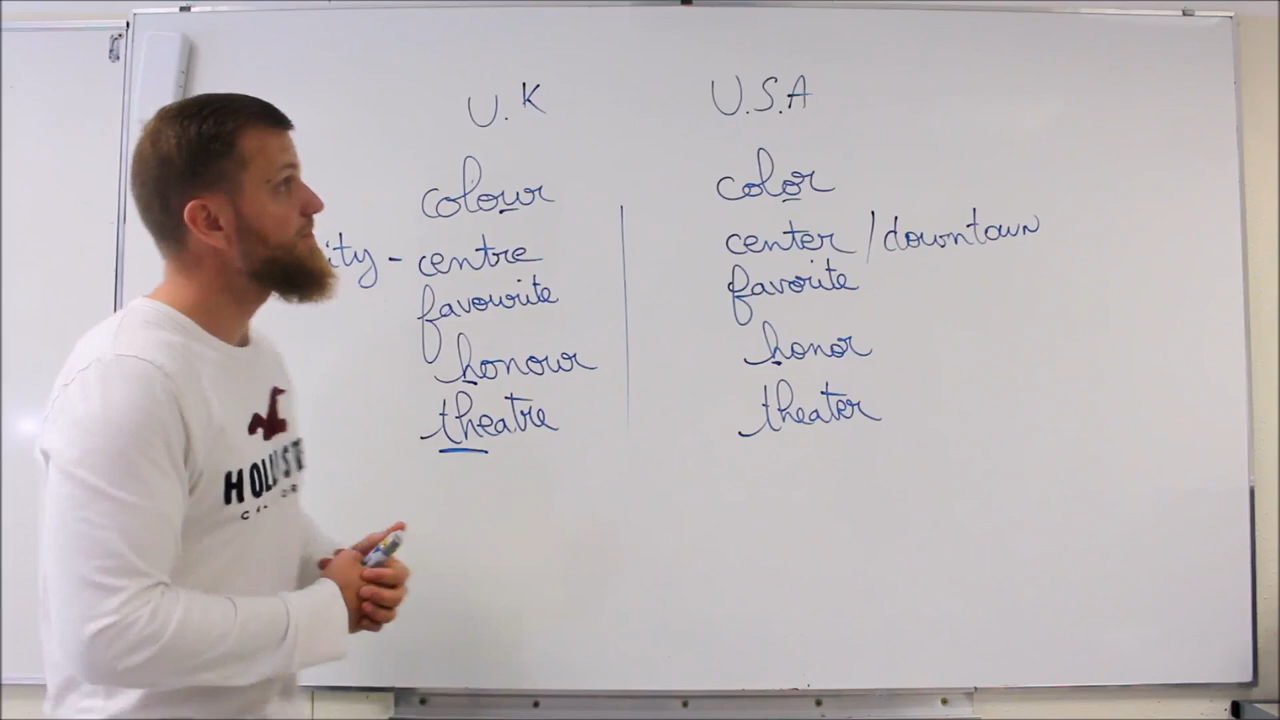 U.K U.S.A
colour color
ity - centre center / downtown
favourite favorite
honour honor
theatre theater